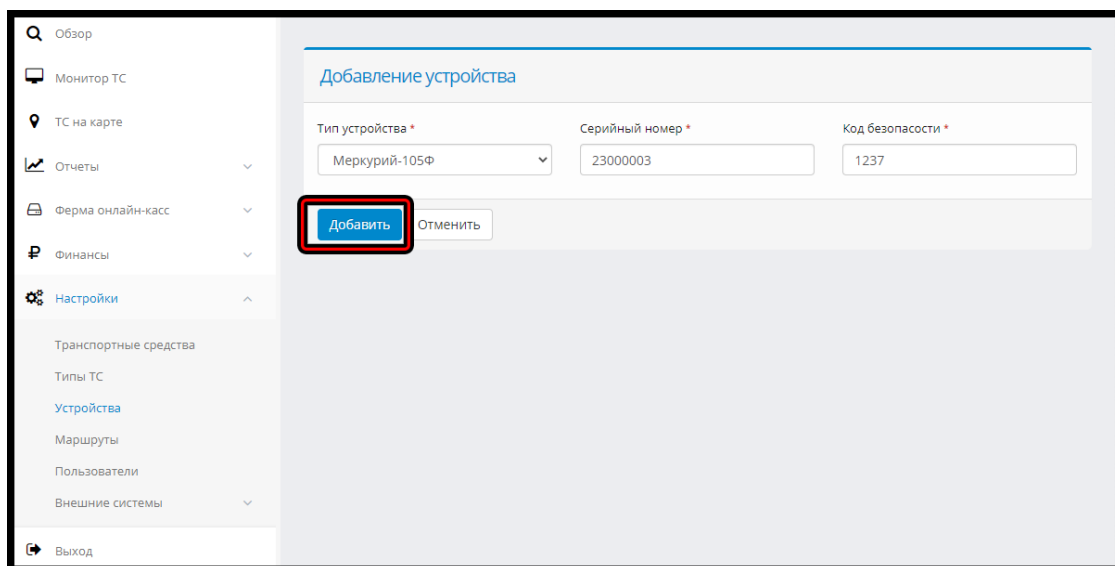 Обзор
Монитор ТС
ТС на карте
Отчеты
Ферма онлайн-касс
Финансы
Настройки
Транспортные средства
Типы ТС
Устройства
Маршруты
Пользователи
Внешние системы
Выход
Добавление устройства
Тип устройства * Серийный номер * Код безопасости *
Меркурий-105Ф 23000003 1237
Добавить Отменить